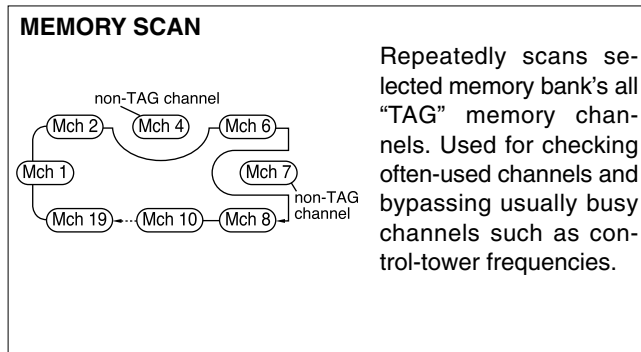 MEMORY SCAN
non-TAG channel
Mch 2
Mch 4
Mch 6
Mch 1
Mch 7
non-TAG
channel
Mch 19
Mch 10
Mch 8
Repeatedly scans se-
lected memory bank's all
“TAG” memory chan-
nels. Used for checking
often-used channels and
bypassing usually busy
channels such as con-
trol-tower frequencies.